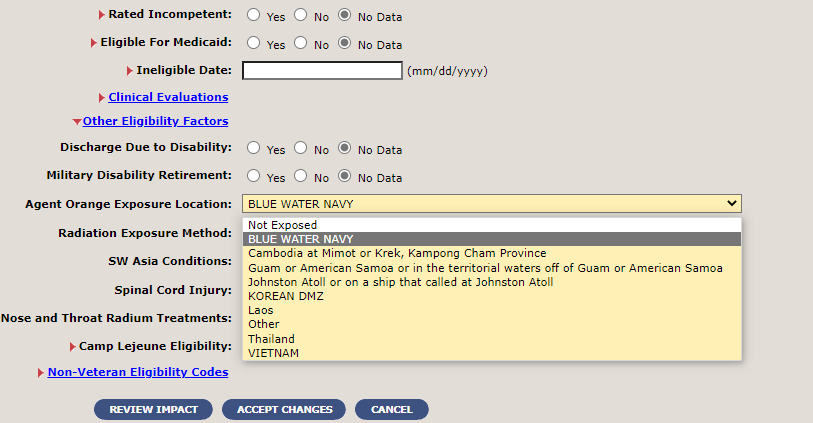 Rated Incompetent: Yes No No Data
Eligible For Medicaid: Yes No No Data
Ineligible Date: (mm/dd/yyyy)
Clinical Evaluations
Other Eligibility Factors
Discharge Due to Disability: Yes No No Data
Military Disability Retirement: Yes No No Data
Agent Orange Exposure Location: BLUE WATER NAVY
Not Exposed
Radiation Exposure Method:
BLUE WATER NAVY
Cambodia at Mimot or Krek, Kampong Cham Province
SW Asia Conditions:
Guam or American Samoa or in the territorial waters off of Guam or American Samoa
Johnston Atoll or on a ship that called at Johnston Atoll
Spinal Cord Injury:
KOREAN DMZ
Laos
Nose and Throat Radium Treatments:
Other
Thailand
Camp Lejeune Eligibility:
VIETNAM
Non-Veteran Eligibility Codes
REVIEW IMPACT ACCEPT CHANGES CANCEL